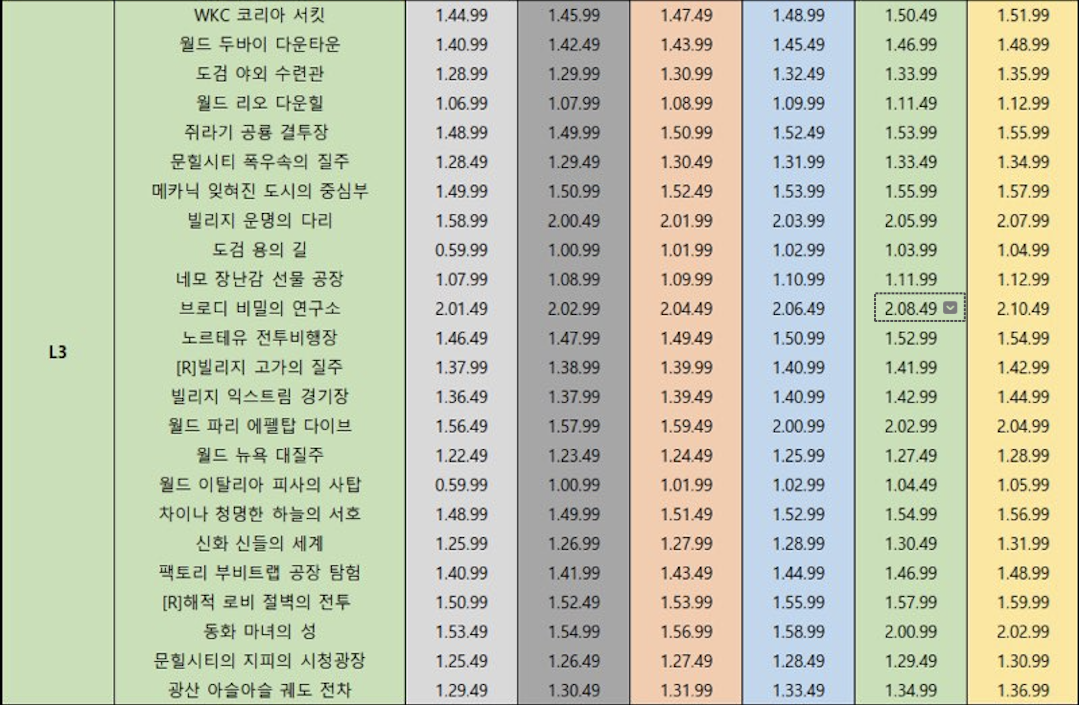 WKC 코리아 서킷 1.44.99 1.45.99 1.47.49 1.48.99 1.50.49 1.51.99
월드 두바이 다운타운 1.40.99 1.42.49 1.43.99 1.45.49 1.46.99 1.48.99
도검 야외 수련관 1.28.99 1.29.99 1.30.99 1.32.49 1.33.99 1.35.99
월드 리오 다운힐 1.06.99 1.07.99 1.08.99 1.09.99 1.11.49 1.12.99
쥐라기 공룡 결투장 1.48.99 1.49.99 1.50.99 1.52.49 1.53.99 1.55.99
문힐시티 폭우속의 질주 1.28.49 1.29.49 1.30.49 1.31.99 1.33.49 1.34.99
메카닉 잊혀진 도시의 중심부 1.49.99 1.50.99 1.52.49 1.53.99 1.55.99 1.57.99
빌리지 운명의 다리 1.58.99 2.00.49 2.01.99 2.03.99 2.05.99 2.07.99
도검 용의 길 0.59.99 1.00.99 1.01.99 1.02.99 1.03.99 1.04.99
네모 장난감 선물 공장 1.07.99 1.08.99 1.09.99 1.10.99 1.11.99 1.12.99
브로디 비밀의 연구소 2.01.49 2.02.99 2.04.49 2.06.49 2.08.49 2.10.49
노르테유 전투비행장 1.46.49 1.47.99 1.49.49 1.50.99 1.52.99 1.54.99
L3
[R]빌리지 고가의 질주 1.37.99 1.38.99 1.39.99 1.40.99 1.41.99 1.42.99
빌리지 익스트림 경기장 1.36.49 1.37.99 1.39.49 1.40.99 1.42.99 1.44.99
월드 파리 에펠탑 다이브 1.56.49 1.57.99 1.59.49 2.00.99 2.02.99 2.04.99
월드 뉴욕 대질주 1.22.49 1.23.49 1.24.49 1.25.99 1.27.49 1.28.99
월드 이탈리아 피사의 사탑 0.59.99 1.00.99 1.01.99 1.02.99 1.04.49 1.05.99
차이나 청명한 하늘의 서호 1.48.99 1.49.99 1.51.49 1.52.99 1.54.99 1.56.99
신화 신들의 세계 1.25.99 1.26.99 1.27.99 1.28.99 1.30.49 1.31.99
팩토리 부비트랩 공장 탐험 1.40.99 1.41.99 1.43.49 1.44.99 1.46.99 1.48.99
[R]해적 로비 절벽의 전투 1.50.99 1.52.49 1.53.99 1.55.99 1.57.99 1.59.99
동화 마녀의 성 1.53.49 1.54.99 1.56.99 1.58.99 2.00.99 2.02.99
문힐시티의 지피의 시청광장 1.25.49 1.26.49 1.27.49 1.28.49 1.29.49 1.30.99
광산 아슬아슬 궤도 전차 1.29.49 1.30.49 1.31.99 1.33.49 1.34.99 1.36.99